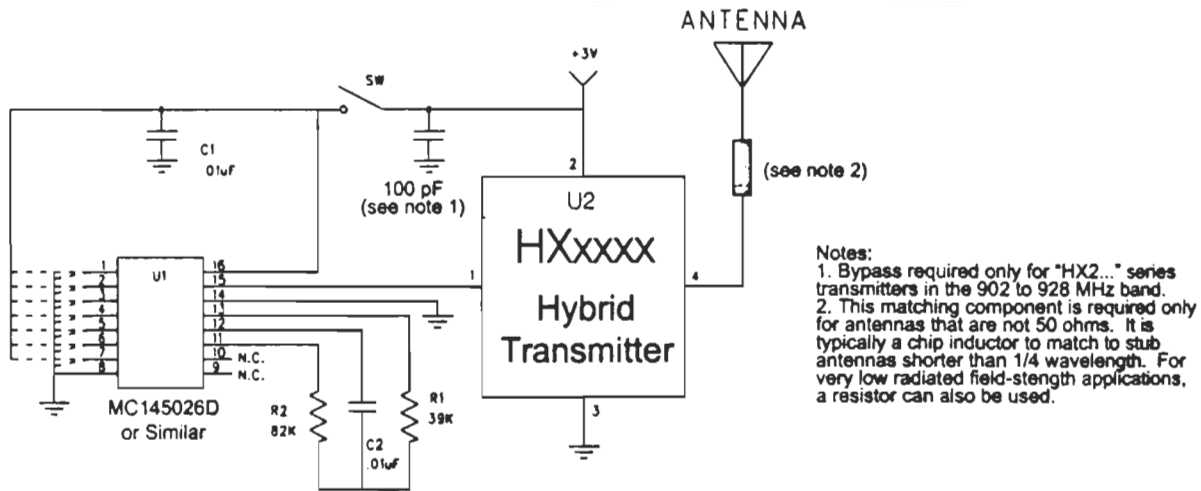 ANTENNA
+3V
SW
C1
.01uF
100 pF
(see note 1)
2
(see note 2)
U2
HXxxxx
Hybrid
Transmitter
1
4
3
U1
1
2
3
4
5
6
7
8
16
15
14
13
12
11
10
9
N.C.
N.C.
MC145026D
or Similar
R2
82K
C2
.01uF
R1
39K
Notes:
1. Bypass required only for "HX2..." series
transmitters in the 902 to 928 MHz band.
2. This matching component is required only
for antennas that are not 50 ohms. It is
typically a chip inductor to match to stub
antennas shorter than 1/4 wavelength. For
very low radiated field-stength applications,
a resistor can also be used.